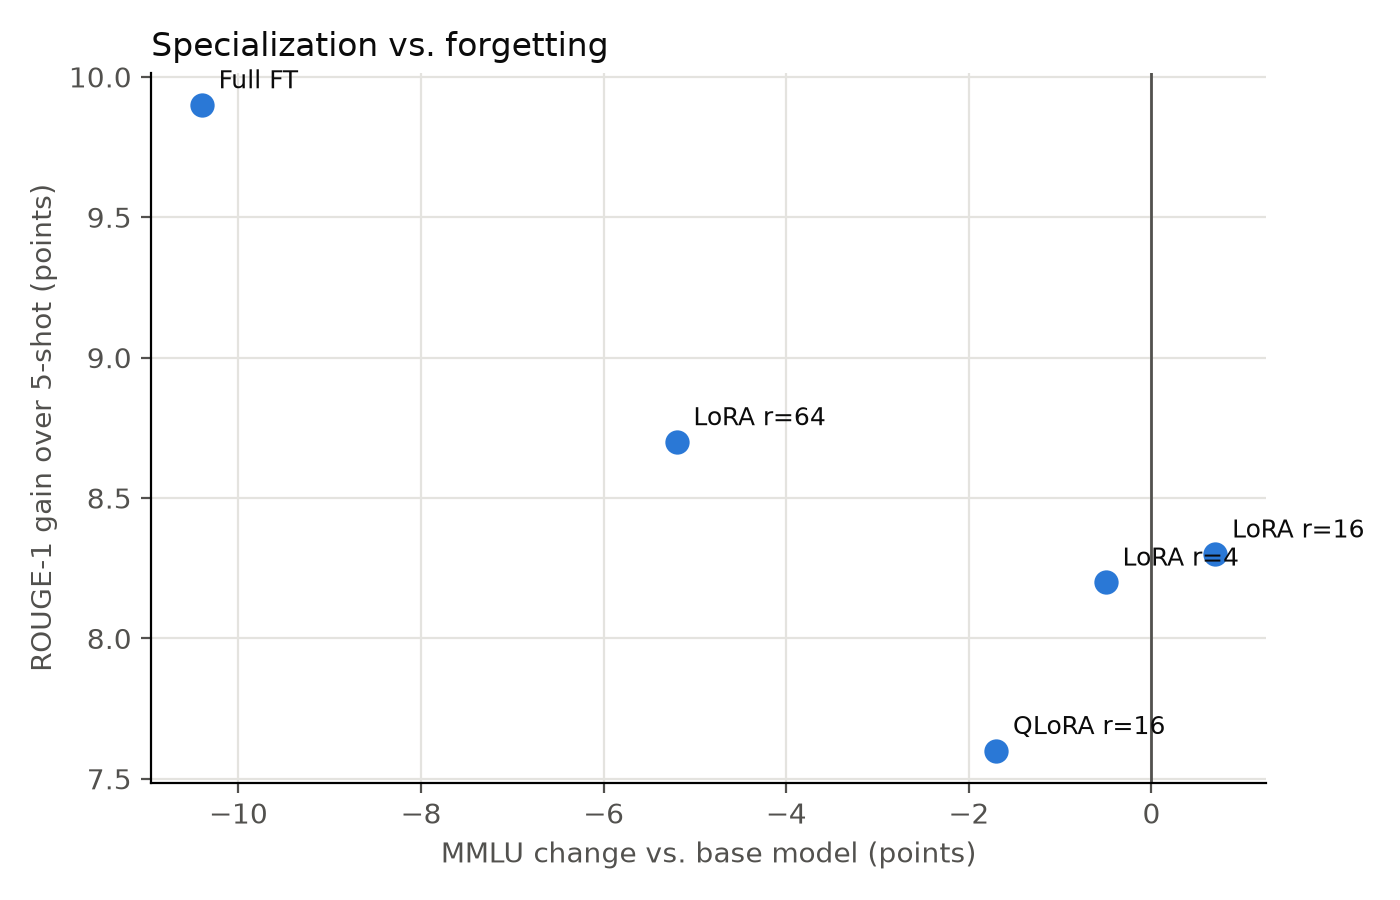 Specialization vs. forgetting
ROUGE-1 gain over 5-shot (points)
10.0
9.5
9.0
8.5
8.0
7.5
Full FT
LoRA r=64
LoRA r=16
LoRA r=4
QLoRA r=16
−10
−8
−6
−4
−2
0
MMLU change vs. base model (points)